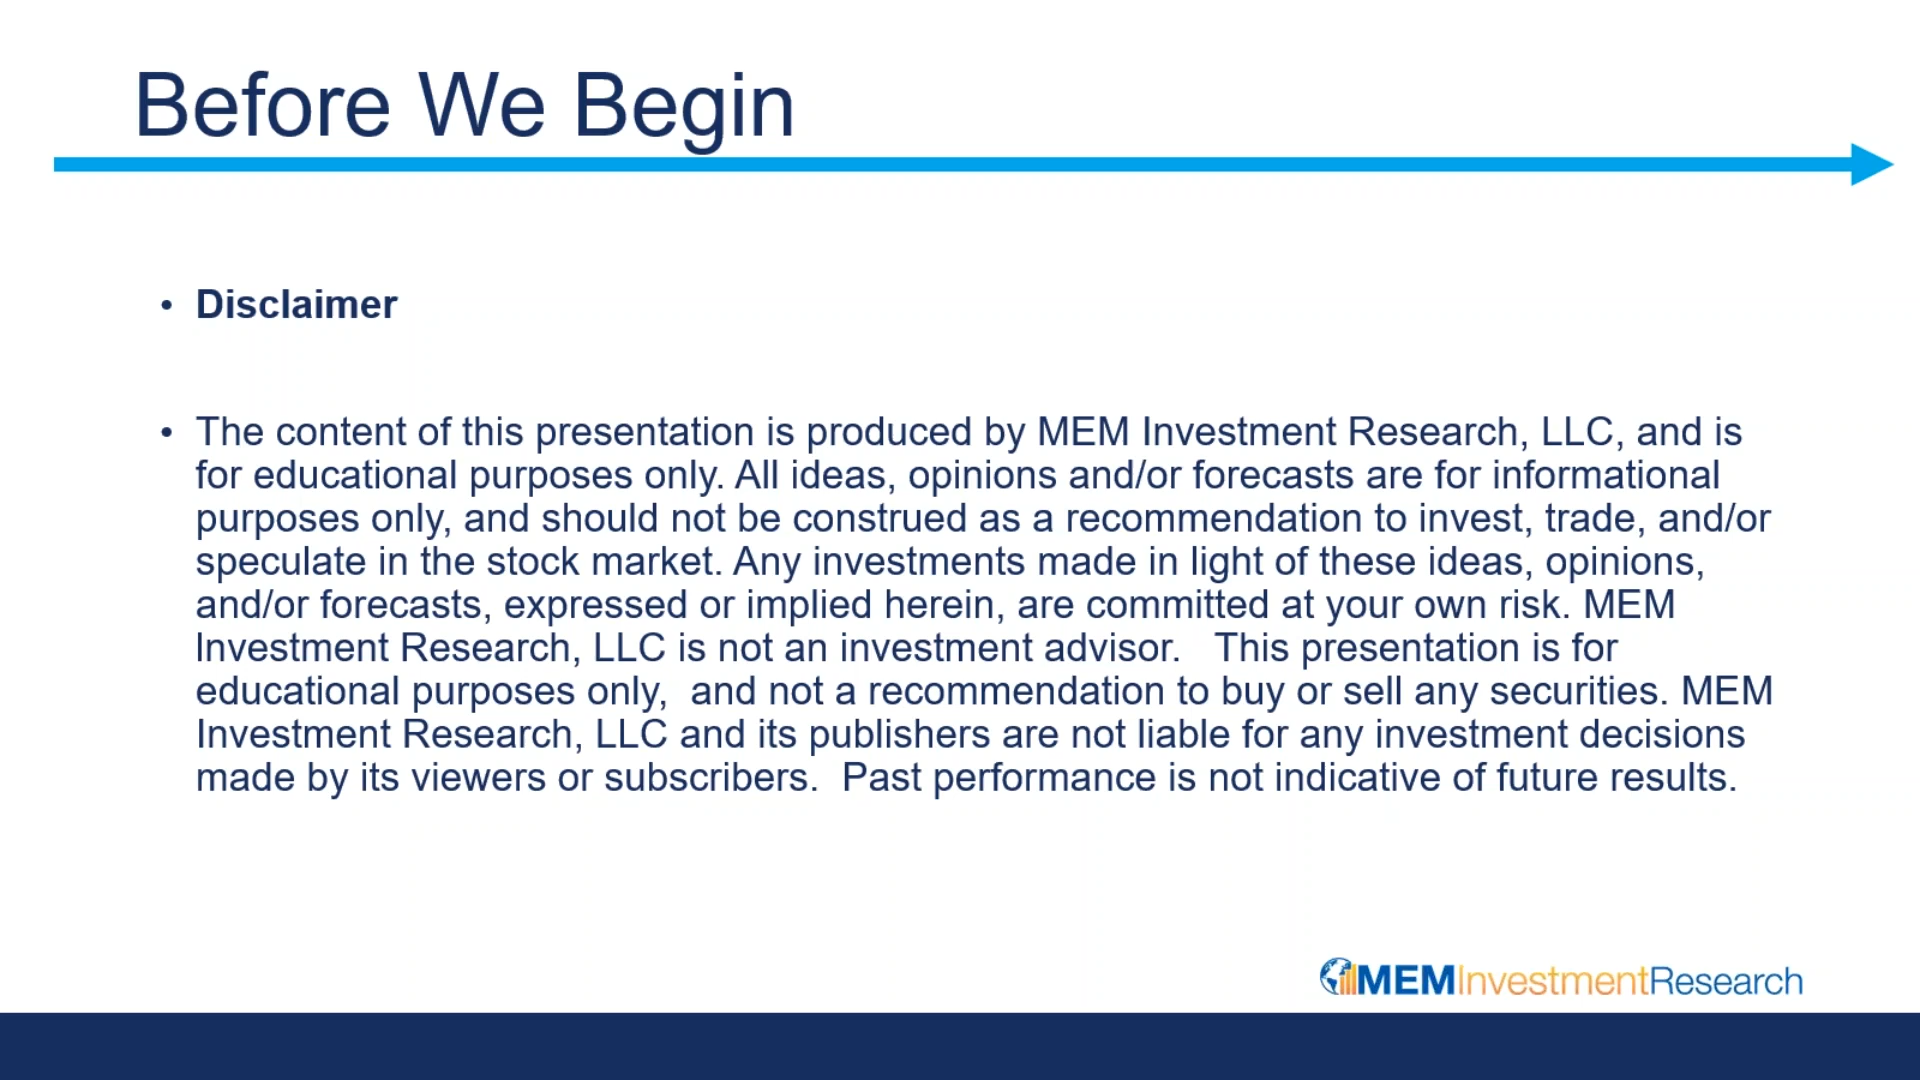 Before We Begin
• Disclaimer
• The content of this presentation is produced by MEM Investment Research, LLC, and is
for educational purposes only. All ideas, opinions and/or forecasts are for informational
purposes only, and should not be construed as a recommendation to invest, trade, and/or
speculate in the stock market. Any investments made in light of these ideas, opinions,
and/or forecasts, expressed or implied herein, are committed at your own risk. MEM
Investment Research, LLC is not an investment advisor.   This presentation is for
educational purposes only,  and not a recommendation to buy or sell any securities. MEM
Investment Research, LLC and its publishers are not liable for any investment decisions
made by its viewers or subscribers.  Past performance is not indicative of future results.
MEMInvestmentResearch